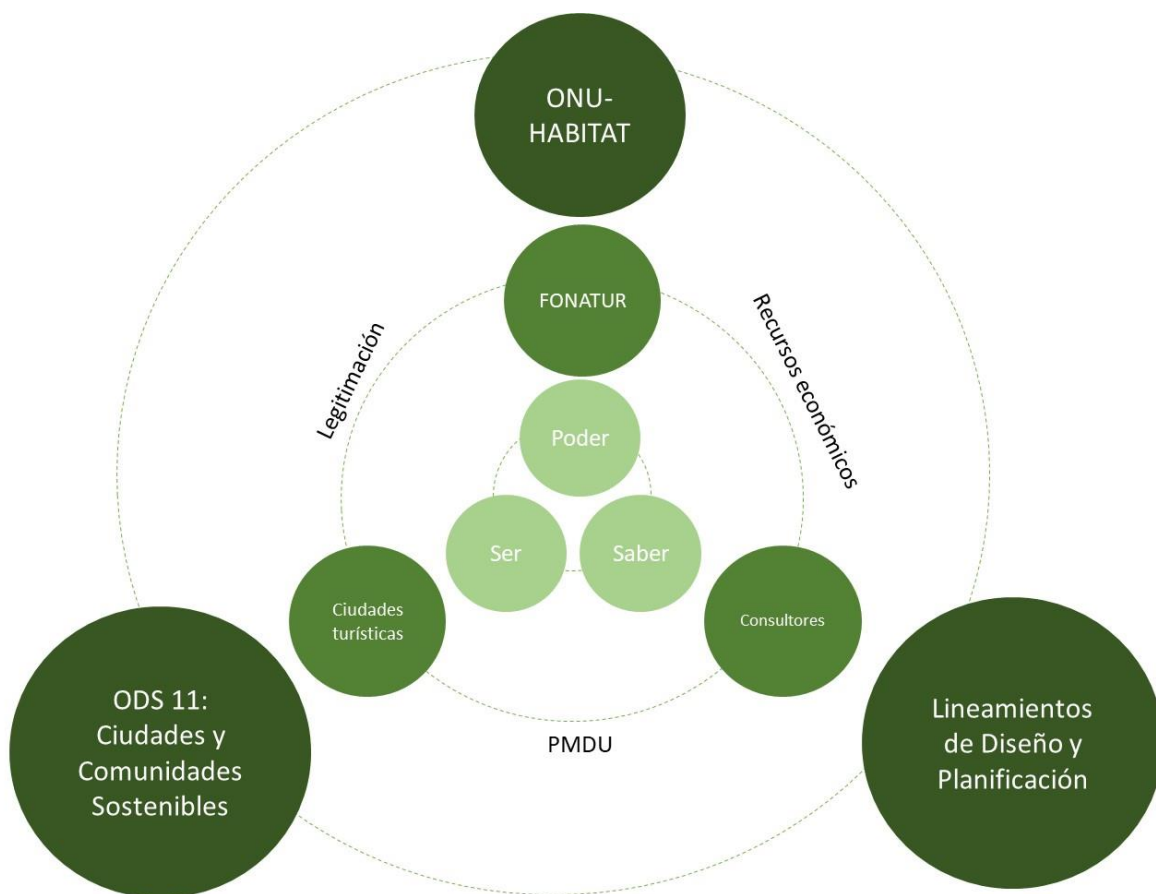 ONU-
HABITAT
FONATUR
Legitimación
Recursos económicos
Poder
Ser
Saber
Ciudades
turísticas
Consultores
ODS 11:
Ciudades y
Comunidades
Sostenibles
PMDU
Lineamientos
de Diseño y
Planificación